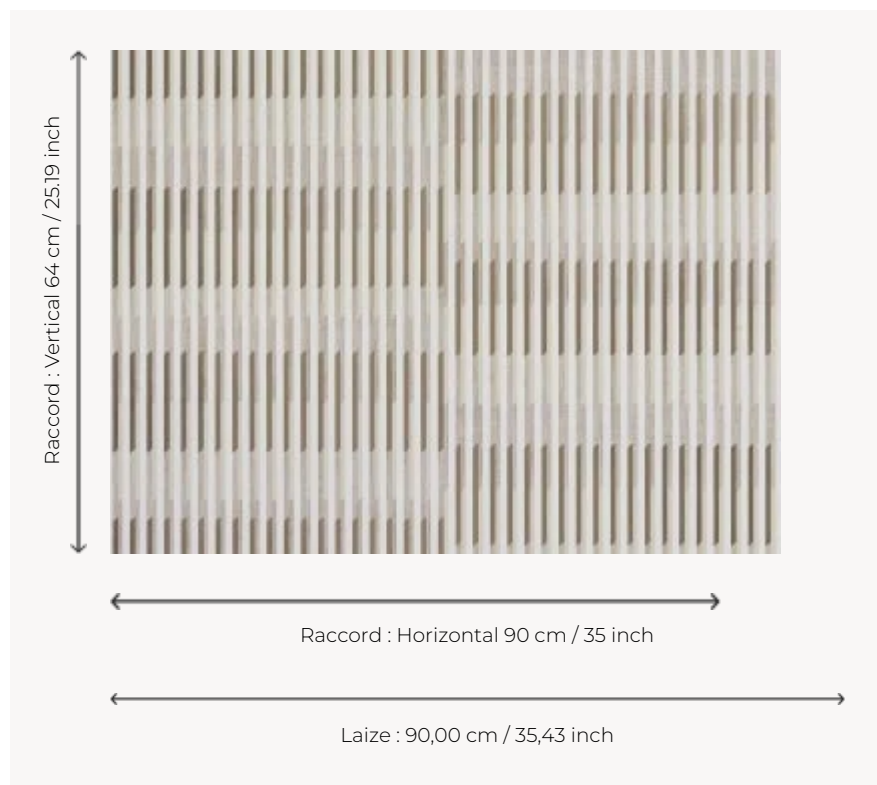 Raccord : Vertical 64 cm / 25.19 inch
Raccord : Horizontal 90 cm / 35 inch
Laize : 90,00 cm / 35,43 inch